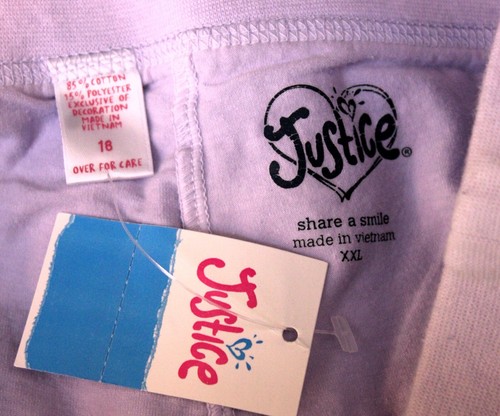 85% COTTON
15% POLYESTER
EXCLUSIVE OF
DECORATION
MADE IN
VIETNAM
18
OVER FOR CARE
Justice®
share a smile
made in vietnam
XXL
Justice